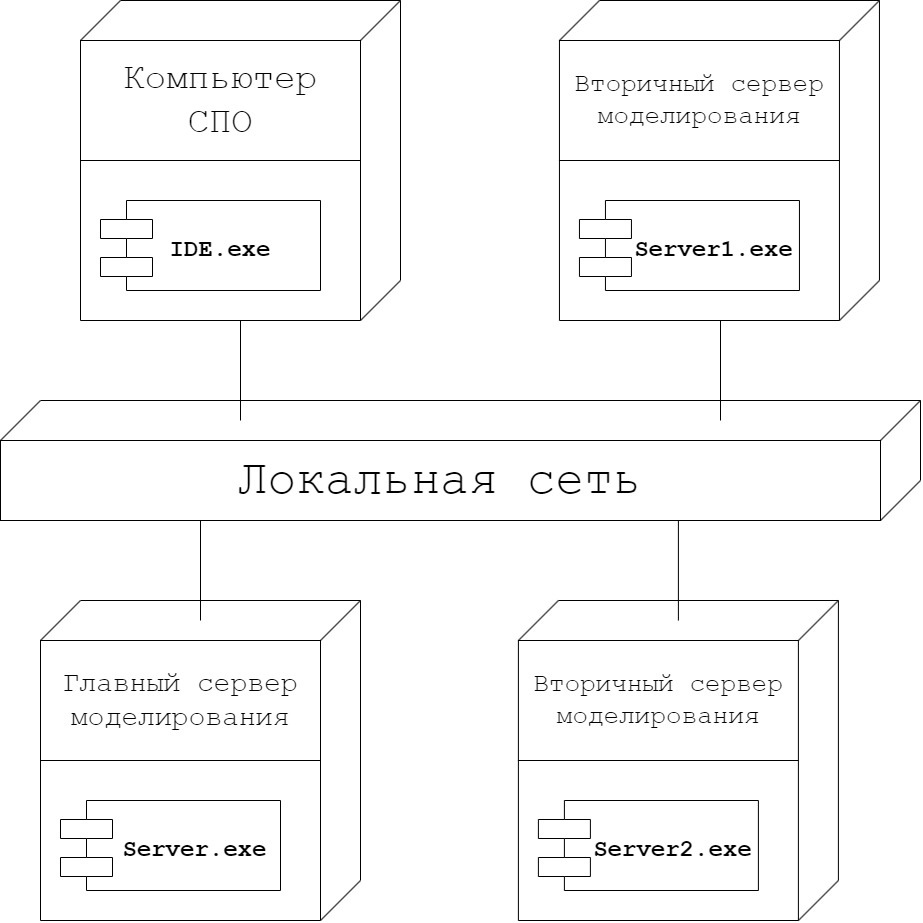 Компьютер
СПО
IDE.exe
Вторичный сервер
моделирования
Server1.exe
Локальная сеть
Главный сервер
моделирования
Server.exe
Вторичный сервер
моделирования
Server2.exe